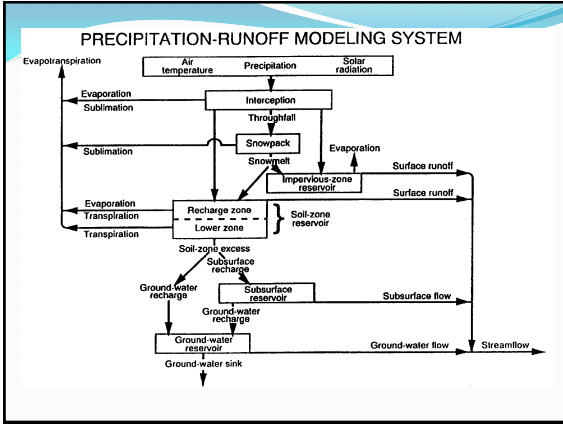 PRECIPITATION-RUNOFF MODELING SYSTEM
Evapotranspiration
Air
temperature
Precipitation
Solar
radiation
Evaporation
Sublimation
Interception
Throughfall
Snowpack
Sublimation
Snowmelt
Evaporation
Impervious-zone
reservoir
Surface runoff
Surface runoff
Evaporation
Transpiration
Recharge zone
Lower zone
Soil-zone
reservoir
Transpiration
Soil-zone excess
Subsurface
recharge
Ground-water
recharge
Subsurface
reservoir
Subsurface flow
Ground-water
recharge
Ground-water
reservoir
Ground-water flow
Streamflow
Ground-water sink